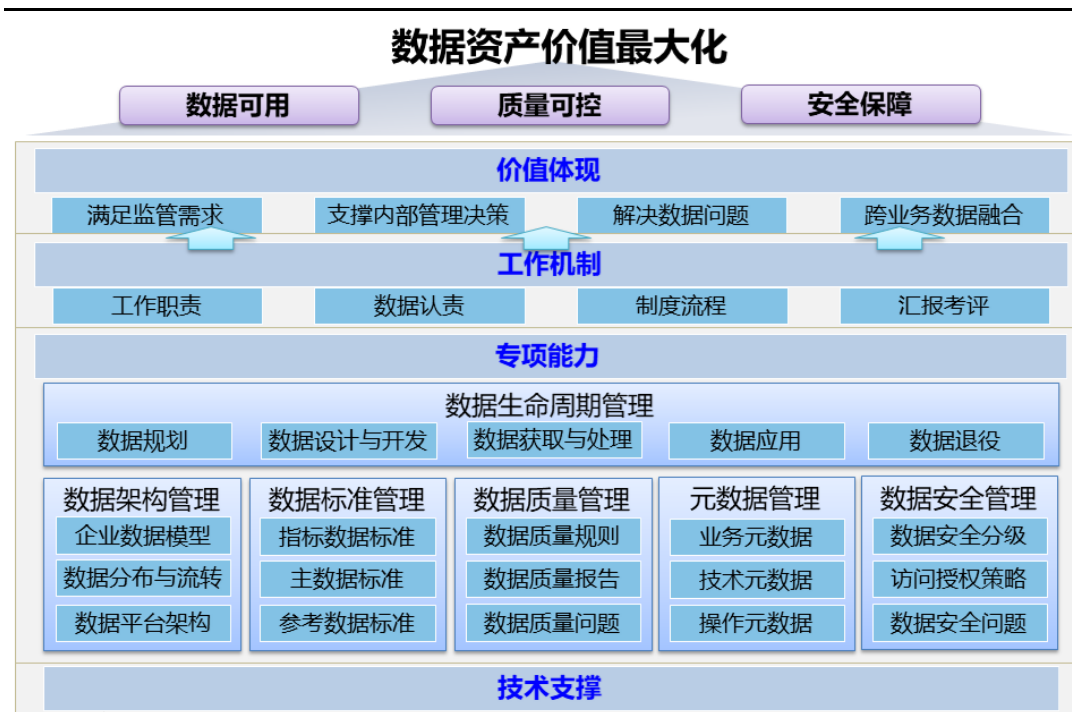 数据资产价值最大化
数据可用 质量可控 安全保障
价值体现
满足监管需求 支撑内部管理决策 解决数据问题 跨业务数据融合
工作机制
工作职责 数据认责 制度流程 汇报考评
专项能力
数据生命周期管理
数据规划 数据设计与开发 数据获取与处理 数据应用 数据退役
数据架构管理 数据标准管理 数据质量管理 元数据管理 数据安全管理
企业数据模型 指标数据标准 数据质量规则 业务元数据 数据安全分级
数据分布与流转 主数据标准 数据质量报告 技术元数据 访问授权策略
数据平台架构 参考数据标准 数据质量问题 操作元数据 数据安全问题
技术支撑